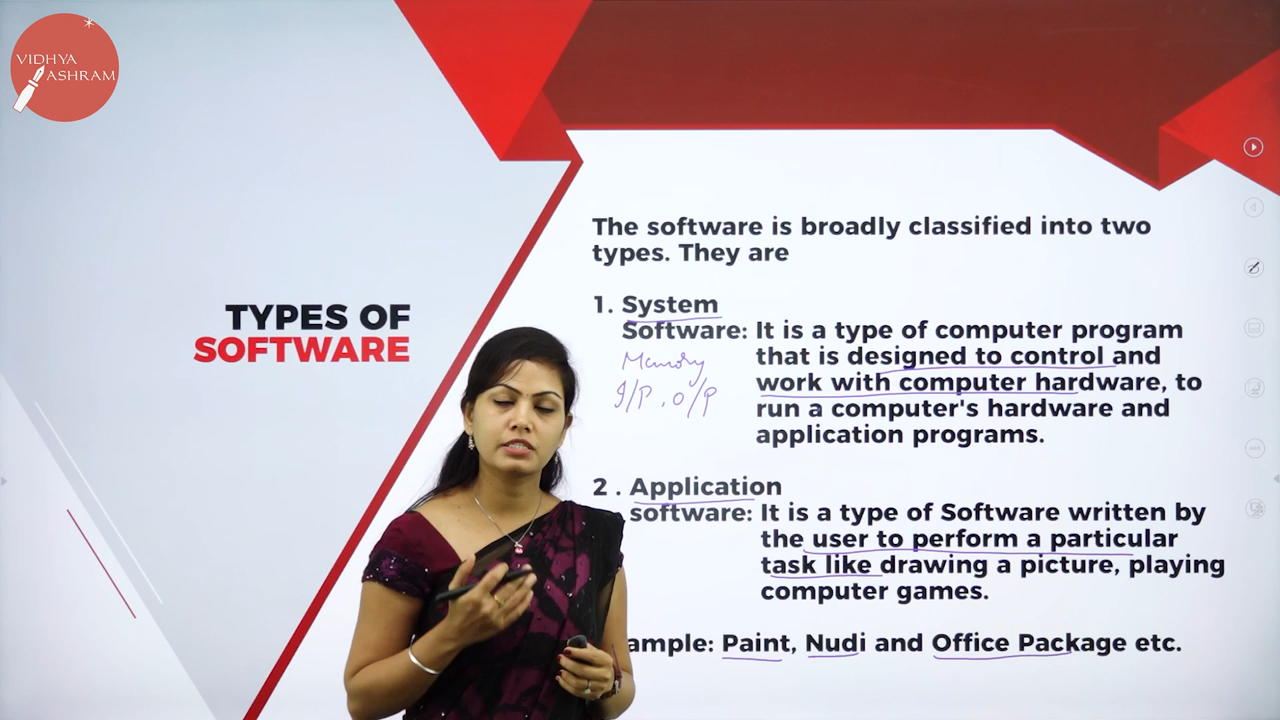 VIDHYA
ASHRAM
TYPES OF
SOFTWARE
The software is broadly classified into two
types. They are
1. System
Software: It is a type of computer program
that is designed to control and
work with computer hardware, to
run a computer's hardware and
application programs.
Memory
I/P, O/P
2 . Application
software: It is a type of Software written by
the user to perform a particular
task like drawing a picture, playing
computer games.
ample: Paint, Nudi and Office Package etc.